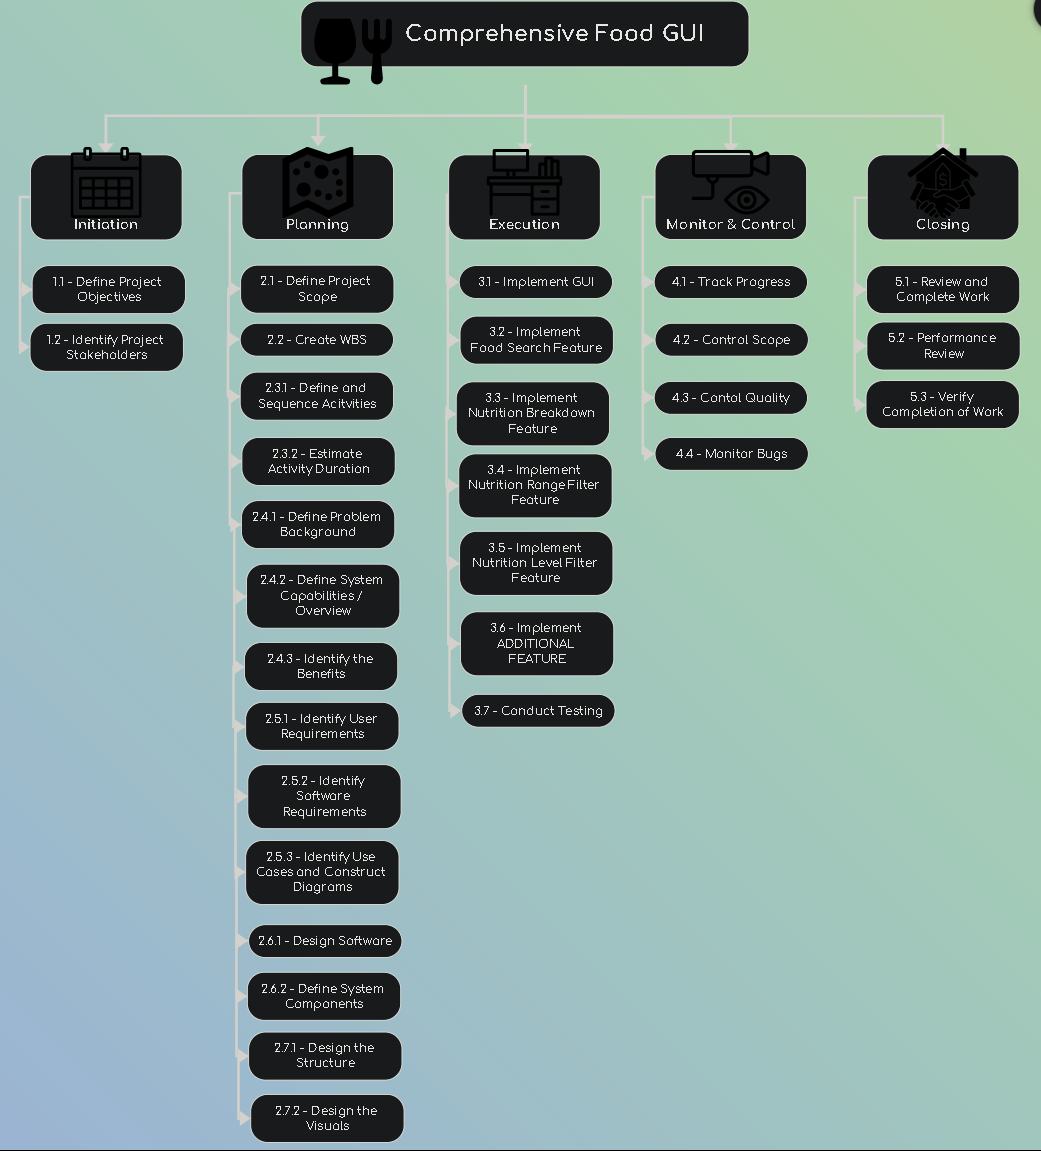 Comprehensive Food GUI
Initiation
1.1 - Define Project
Objectives
1.2 - Identify Project
Stakeholders
Planning
2.1 - Define Project
Scope
2.2 - Create WBS
2.3.1 - Define and
Sequence Acitvities
2.3.2 - Estimate
Activity Duration
2.4.1 - Define Problem
Background
2.4.2 - Define System
Capabilities /
Overview
2.4.3 - Identify the
Benefits
2.5.1 - Identify User
Requirements
2.5.2 - Identify
Software
Requirements
2.5.3 - Identify Use
Cases and Construct
Diagrams
2.6.1 - Design Software
2.6.2 - Define System
Components
2.7.1 - Design the
Structure
2.7.2 - Design the
Visuals
Execution
3.1 - Implement GUI
3.2 - Implement
Food Search Feature
3.3 - Implement
Nutrition Breakdown
Feature
3.4 - Implement
Nutrition Range Filter
Feature
3.5 - Implement
Nutrition Level Filter
Feature
3.6 - Implement
ADDITIONAL
FEATURE
3.7 - Conduct Testing
Monitor & Control
4.1 - Track Progress
4.2 - Control Scope
4.3 - Contol Quality
4.4 - Monitor Bugs
Closing
5.1 - Review and
Complete Work
5.2 - Performance
Review
5.3 - Verify
Completion of Work